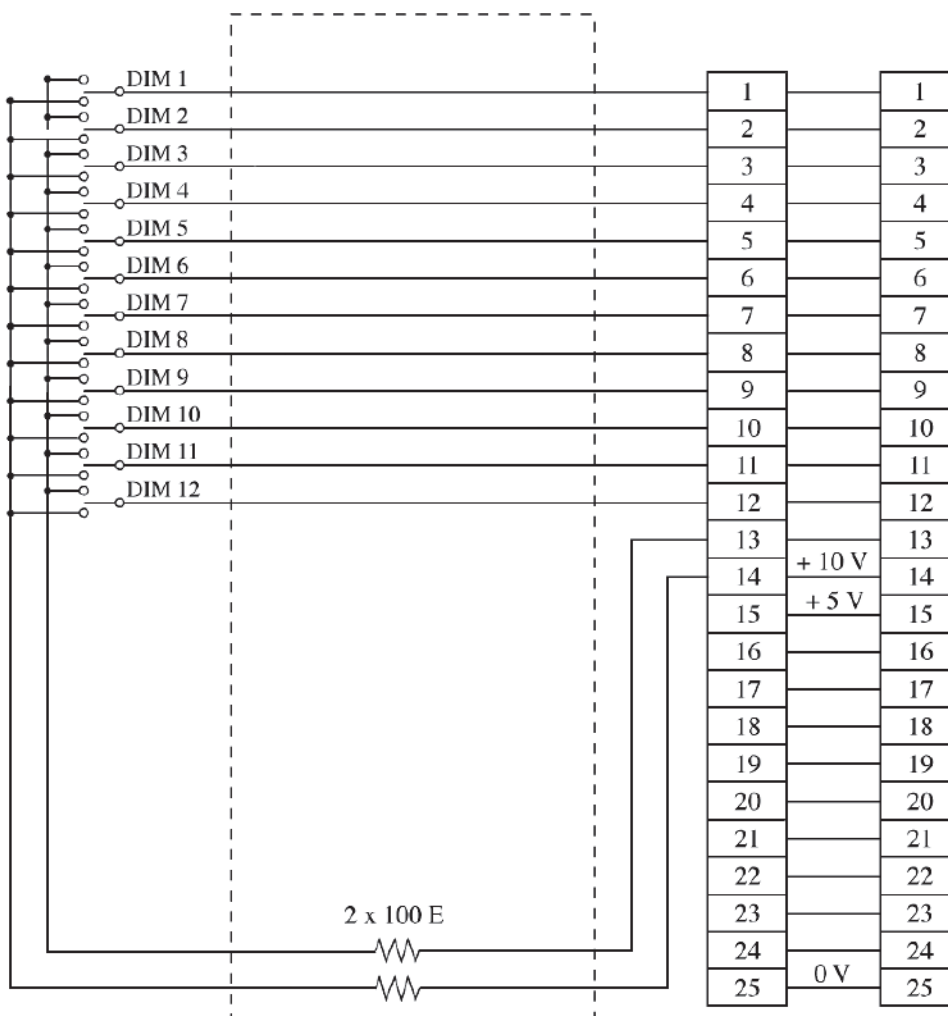 DIM 1
1 1
DIM 2
2 2
DIM 3
3 3
DIM 4
4 4
DIM 5
5 5
DIM 6
6 6
DIM 7
7 7
DIM 8
8 8
DIM 9
9 9
DIM 10
10 10
DIM 11
11 11
DIM 12
12 12
13 13
+ 10 V
14 14
+ 5 V
15 15
16 16
17 17
18 18
19 19
20 20
21 21
22 22
2 x 100 E
23 23
24 24
0 V
25 25